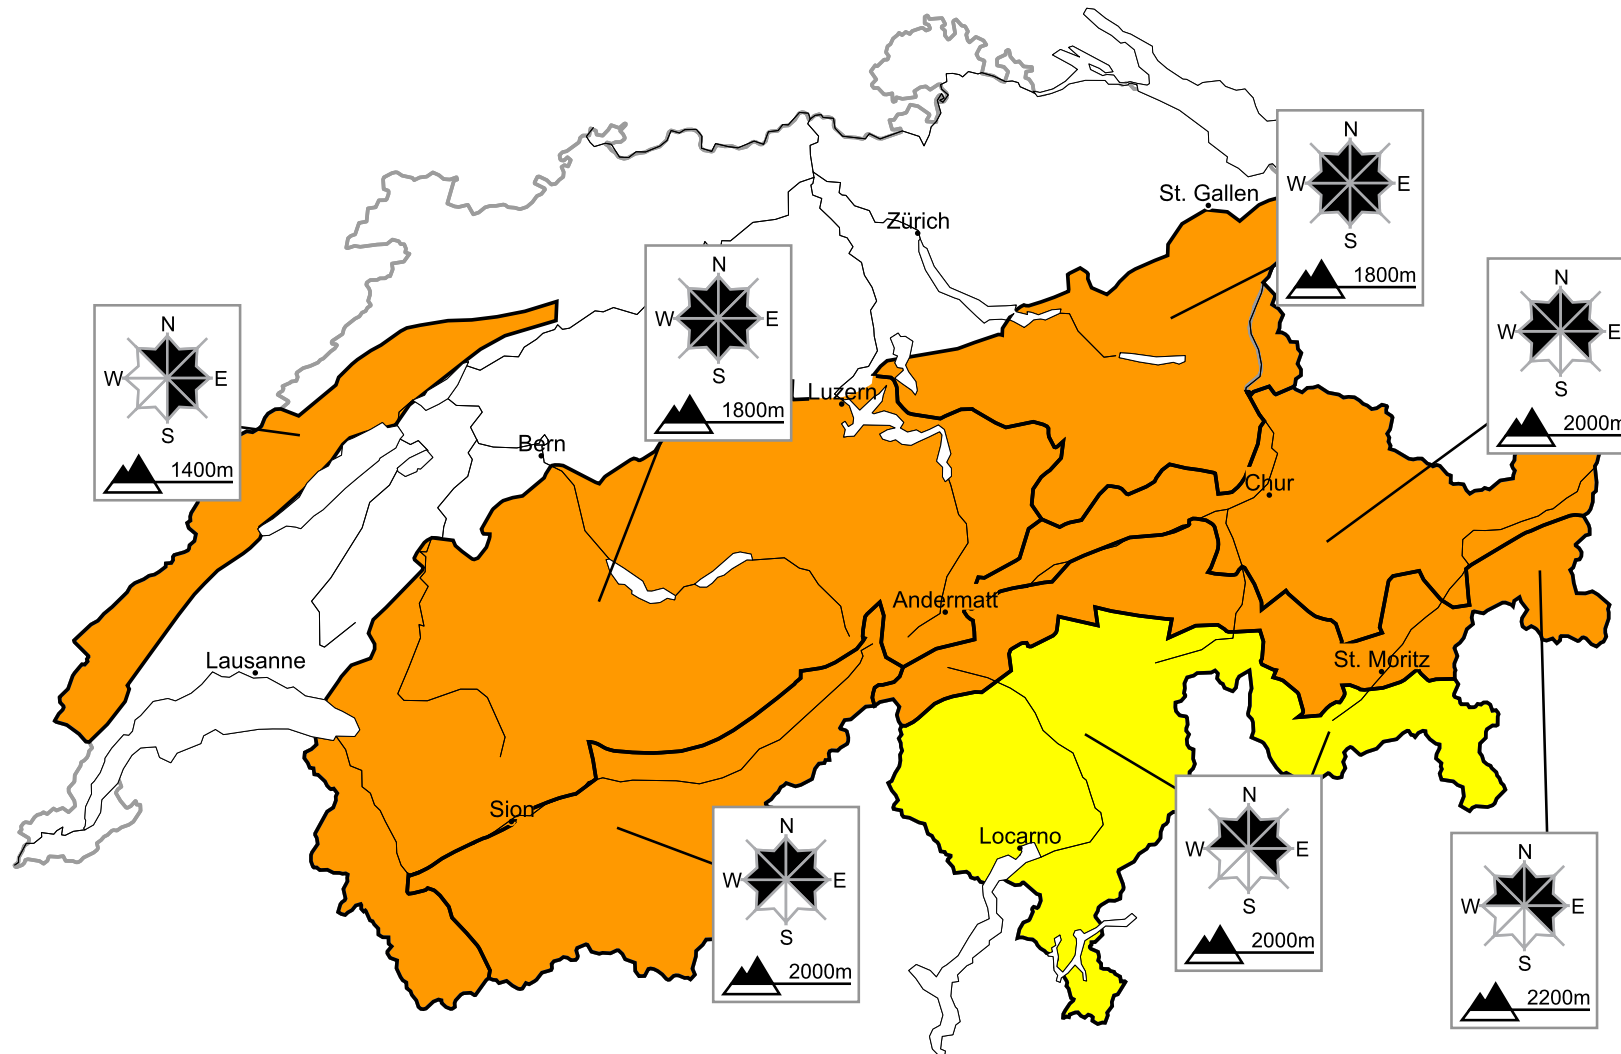 N
W E
S
1800m
St. Gallen
Zürich
N
W E
S
1800m
N
W E
S
2000m
N
W E
S
1400m
Luzern
Bern
Chur
Andermatt
Lausanne
St. Moritz
Sion
N
W E
S
2000m
Locarno
N
W E
S
2000m
N
W E
S
2200m